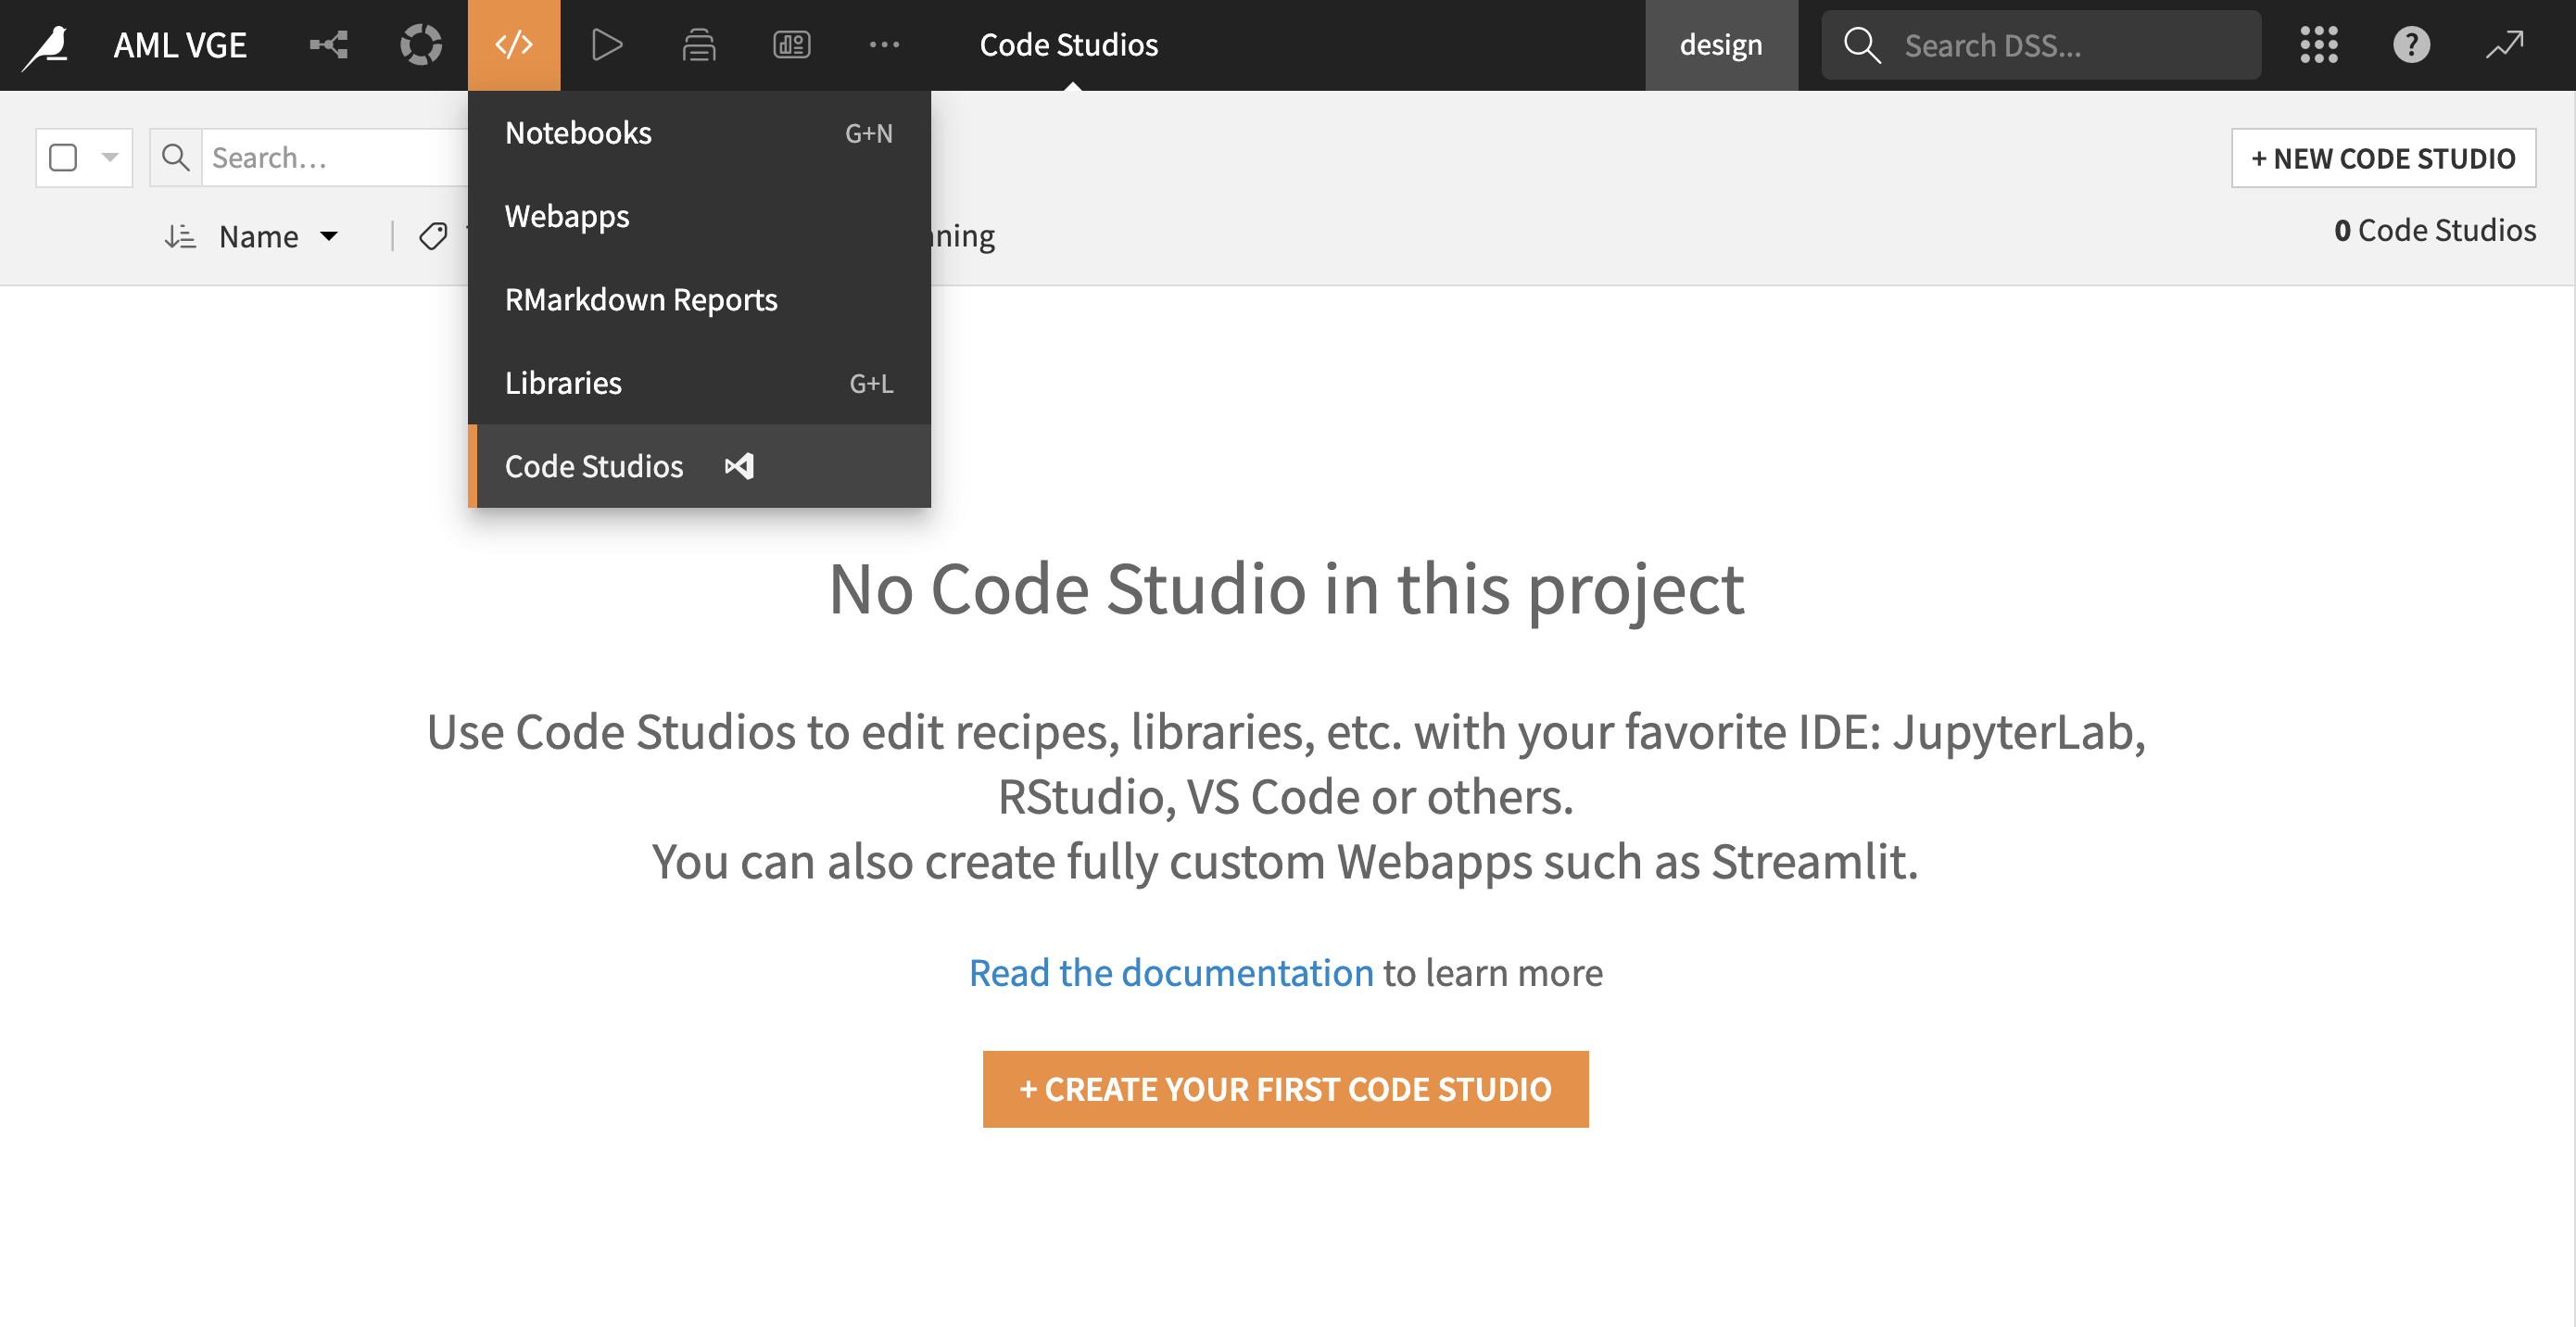 AML VGE
Code Studios
design
Search DSS...
Notebooks G+N
Search...
+ NEW CODE STUDIO
Webapps
Name
0 Code Studios
RMarkdown Reports
Libraries G+L
Code Studios
No Code Studio in this project
Use Code Studios to edit recipes, libraries, etc. with your favorite IDE: JupyterLab,
RStudio, VS Code or others.
You can also create fully custom Webapps such as Streamlit.
Read the documentation to learn more
+ CREATE YOUR FIRST CODE STUDIO